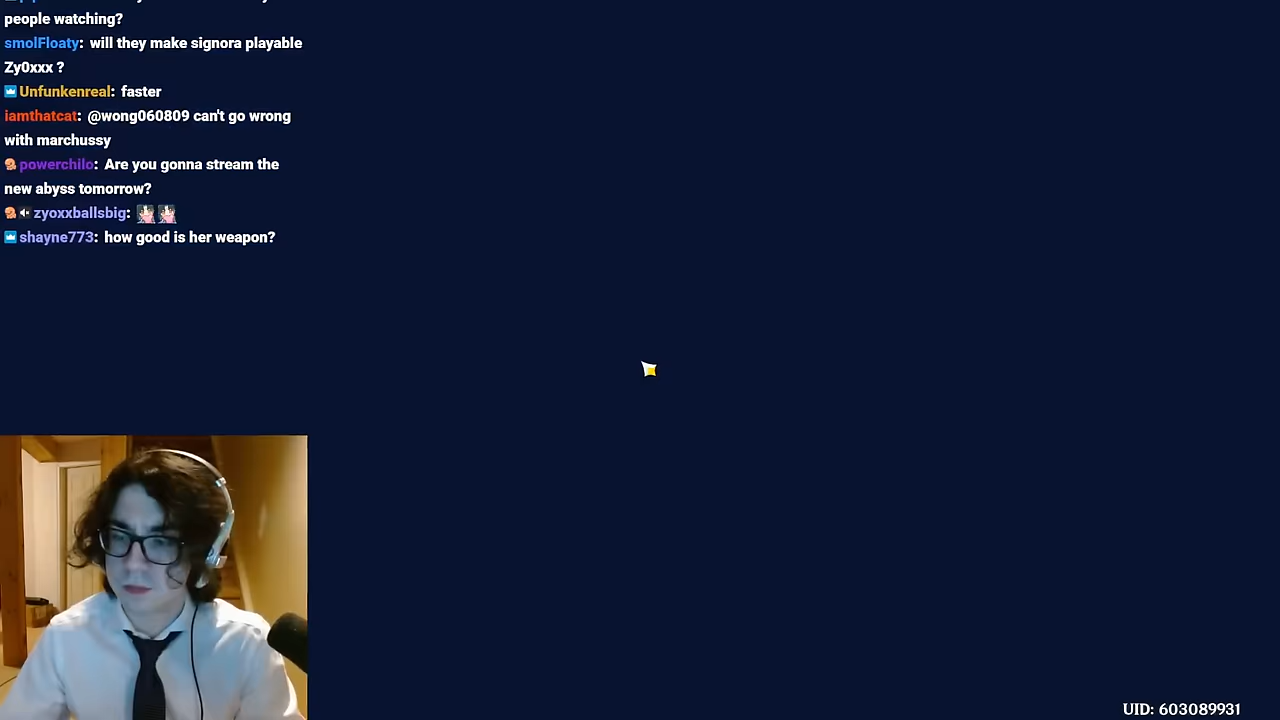 people watching?
smolFloaty: will they make signora playable
Zy0xxx ?
Unfunkenreal: faster
iamthatcat: @wong060809 can't go wrong
with marchussy
powerchilo: Are you gonna stream the
new abyss tomorrow?
zyoxxballsbig:
shayne773: how good is her weapon?
UID: 603089931